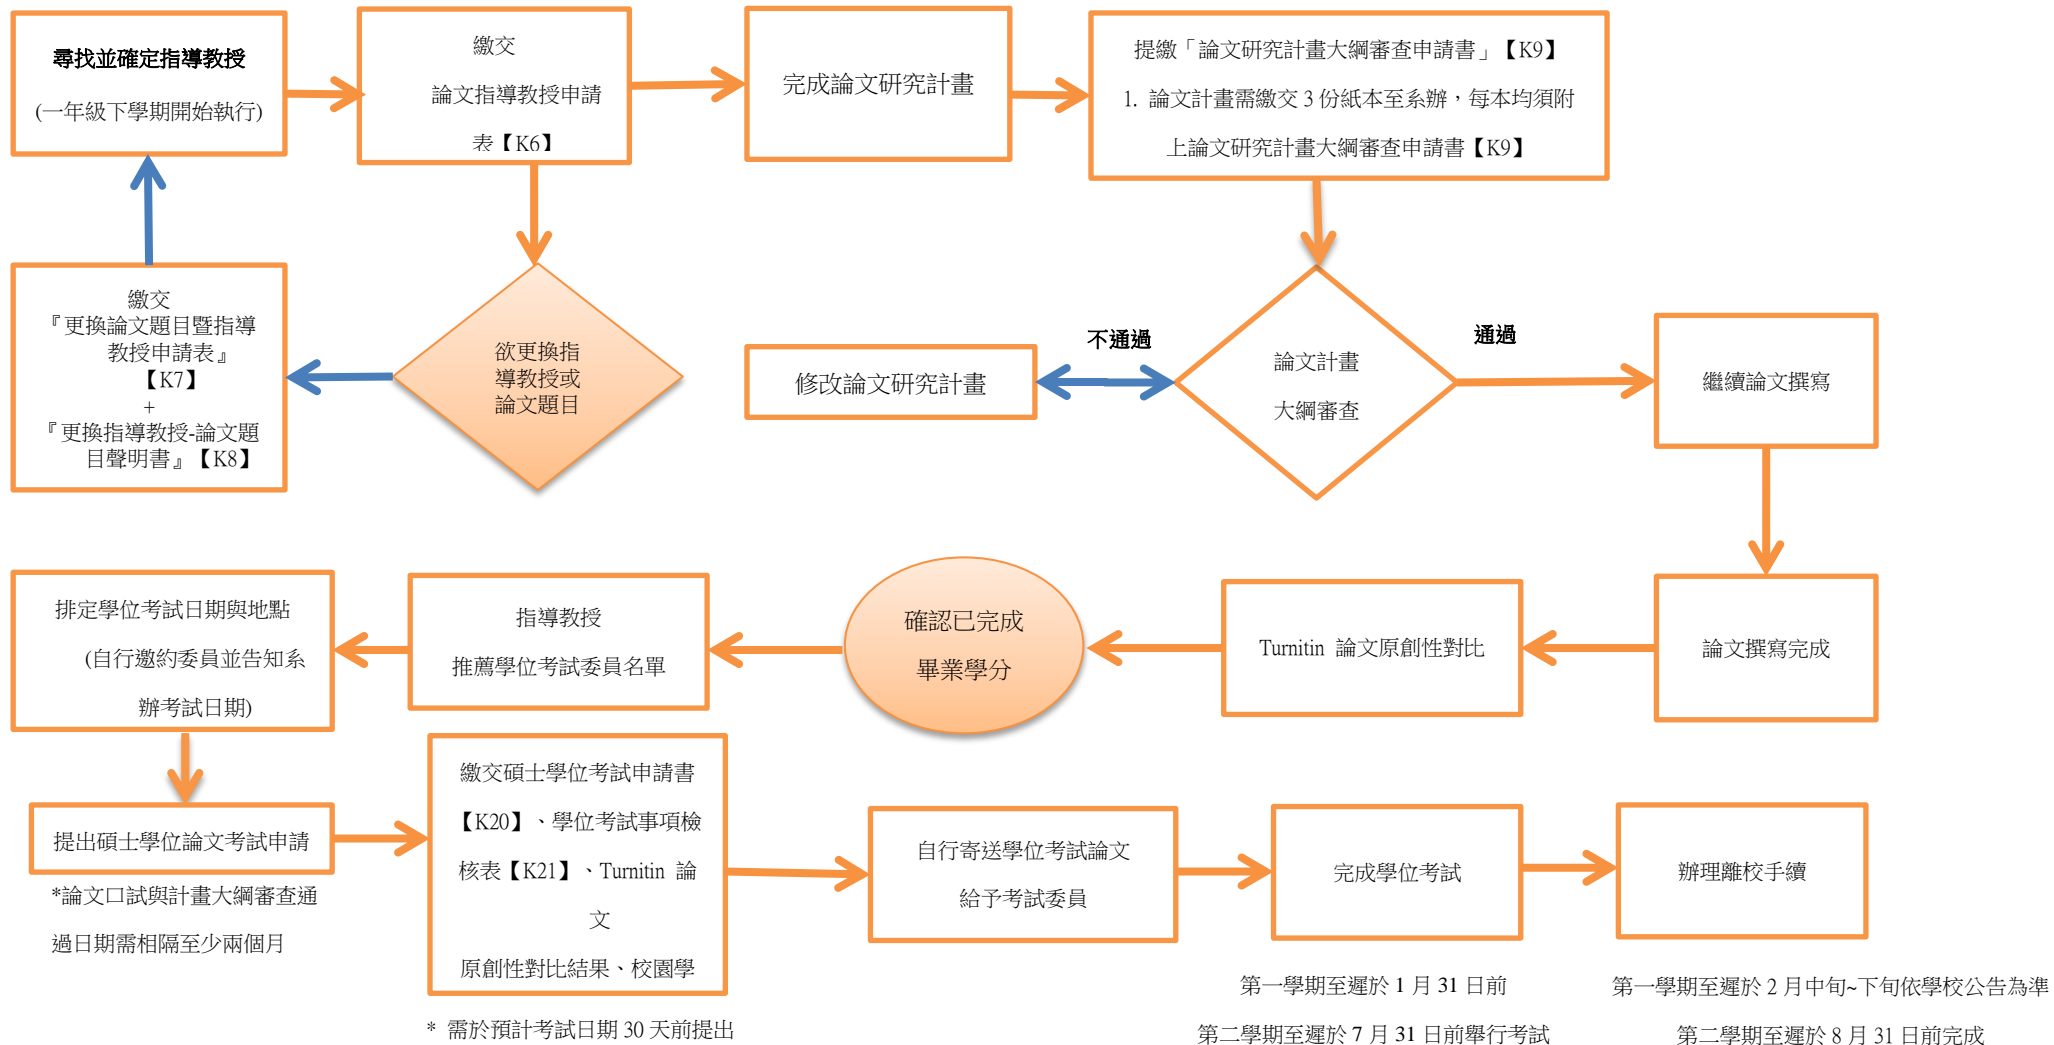 尋找並確定指導教授
(一年級下學期開始執行)
繳交
論文指導教授申請
表【K6】
完成論文研究計畫
提繳「論文研究計畫大綱審查申請書」【K9】
1. 論文計畫需繳交 3 份紙本至系辦，每本均須附
上論文研究計畫大綱審查申請書【K9】
繳交
『更換論文題目暨指導
教授申請表』
【K7】
+
『更換指導教授-論文題
目聲明書』【K8】
欲更換指
導教授或
論文題目
修改論文研究計畫
不通過
論文計畫
大綱審查
通過
繼續論文撰寫
排定學位考試日期與地點
(自行邀約委員並告知系
辦考試日期)
指導教授
推薦學位考試委員名單
確認已完成
畢業學分
Turnitin 論文原創性對比
論文撰寫完成
提出碩士學位論文考試申請
*論文口試與計畫大綱審查通
過日期需相隔至少兩個月
繳交碩士學位考試申請書
【K20】、學位考試事項檢
核表【K21】、Turnitin 論
文
原創性對比結果、校園學
* 需於預計考試日期 30 天前提出
自行寄送學位考試論文
給予考試委員
完成學位考試
第一學期至遲於 1 月 31 日前
第二學期至遲於 7 月 31 日前舉行考試
辦理離校手續
第一學期至遲於 2 月中旬~下旬依學校公告為準
第二學期至遲於 8 月 31 日前完成